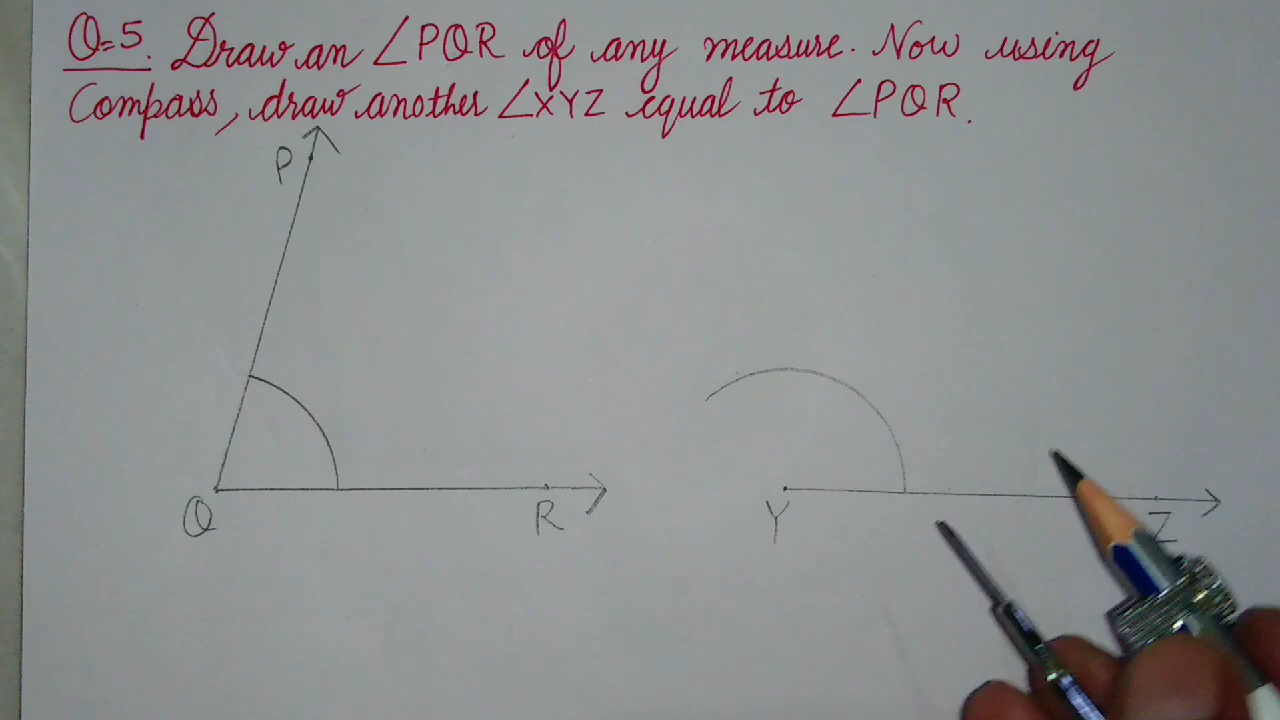 Q=5. Draw an ∠PQR of any measure. Now using
Compass, draw another ∠XYZ equal to ∠PQR.
P
Q
R
Y
Z